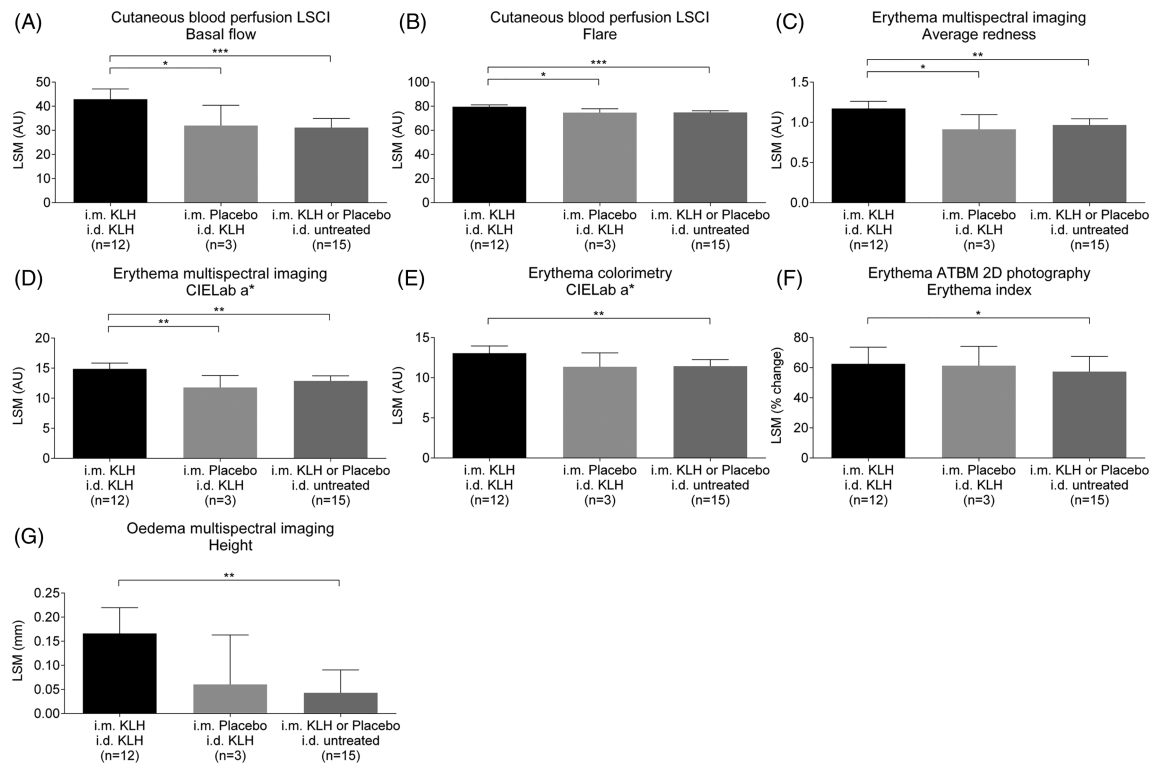 (A)
Cutaneous blood perfusion LSCI
Basal flow
***
*
LSM (AU)
50
40
30
20
10
0
i.m. KLH
i.d. KLH
(n=12)
i.m. Placebo
i.d. KLH
(n=3)
i.m. KLH or Placebo
i.d. untreated
(n=15)
(B)
Cutaneous blood perfusion LSCI
Flare
***
*
LSM (AU)
100
80
60
40
20
0
i.m. KLH
i.d. KLH
(n=12)
i.m. Placebo
i.d. KLH
(n=3)
i.m. KLH or Placebo
i.d. untreated
(n=15)
(C)
Erythema multispectral imaging
Average redness
**
*
LSM (AU)
1.5
1.0
0.5
0.0
i.m. KLH
i.d. KLH
(n=12)
i.m. Placebo
i.d. KLH
(n=3)
i.m. KLH or Placebo
i.d. untreated
(n=15)
(D)
Erythema multispectral imaging
CIELab a*
**
**
LSM (AU)
20
15
10
5
0
i.m. KLH
i.d. KLH
(n=12)
i.m. Placebo
i.d. KLH
(n=3)
i.m. KLH or Placebo
i.d. untreated
(n=15)
(E)
Erythema colorimetry
CIELab a*
**
LSM (AU)
15
10
5
0
i.m. KLH
i.d. KLH
(n=12)
i.m. Placebo
i.d. KLH
(n=3)
i.m. KLH or Placebo
i.d. untreated
(n=15)
(F)
Erythema ATBM 2D photography
Erythema index
*
LSM (% change)
80
60
40
20
0
i.m. KLH
i.d. KLH
(n=12)
i.m. Placebo
i.d. KLH
(n=3)
i.m. KLH or Placebo
i.d. untreated
(n=15)
(G)
Oedema multispectral imaging
Height
**
LSM (mm)
0.25
0.20
0.15
0.10
0.05
0.00
i.m. KLH
i.d. KLH
(n=12)
i.m. Placebo
i.d. KLH
(n=3)
i.m. KLH or Placebo
i.d. untreated
(n=15)